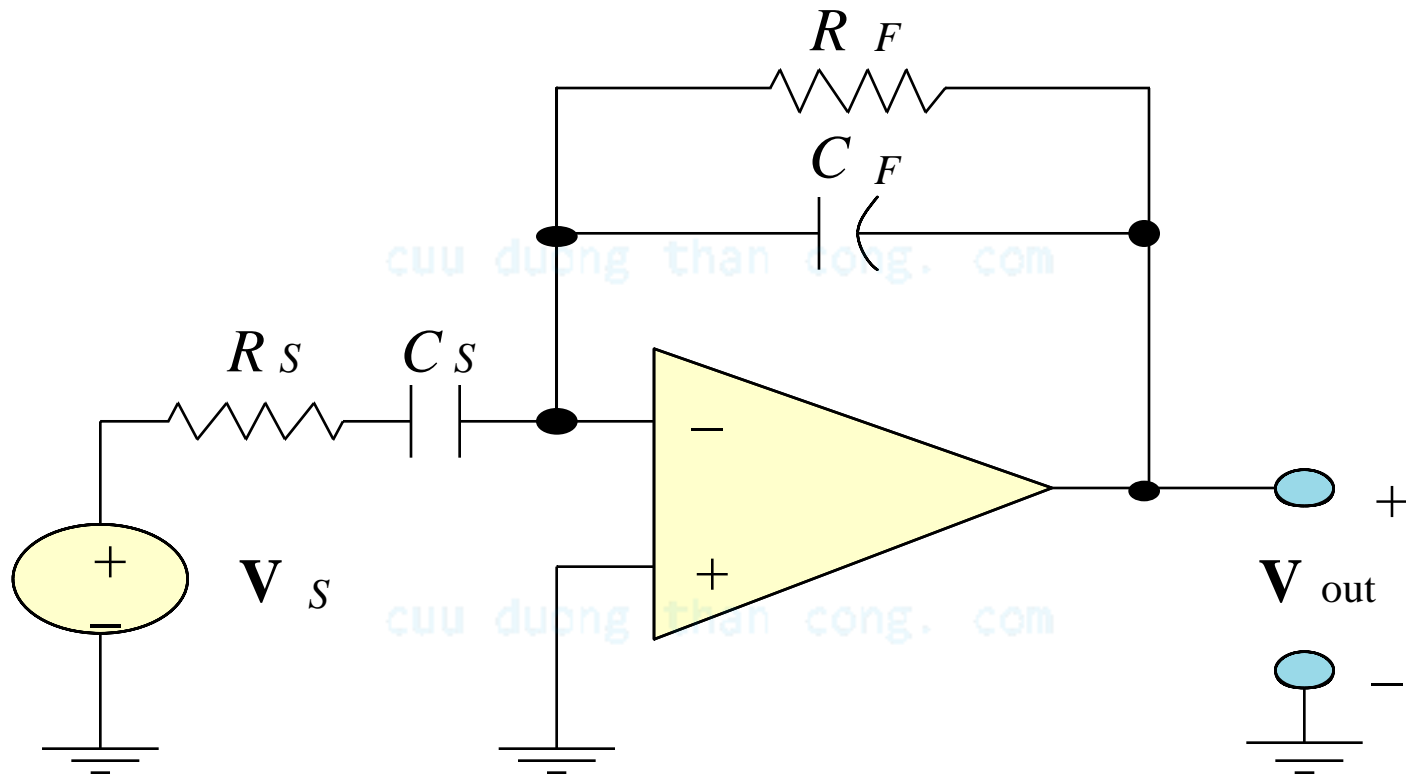 R F
C F
cuu duong than cong. com
R S
C S
−
+
+
−
V S
+
V out
−
cuu duong than cong. com